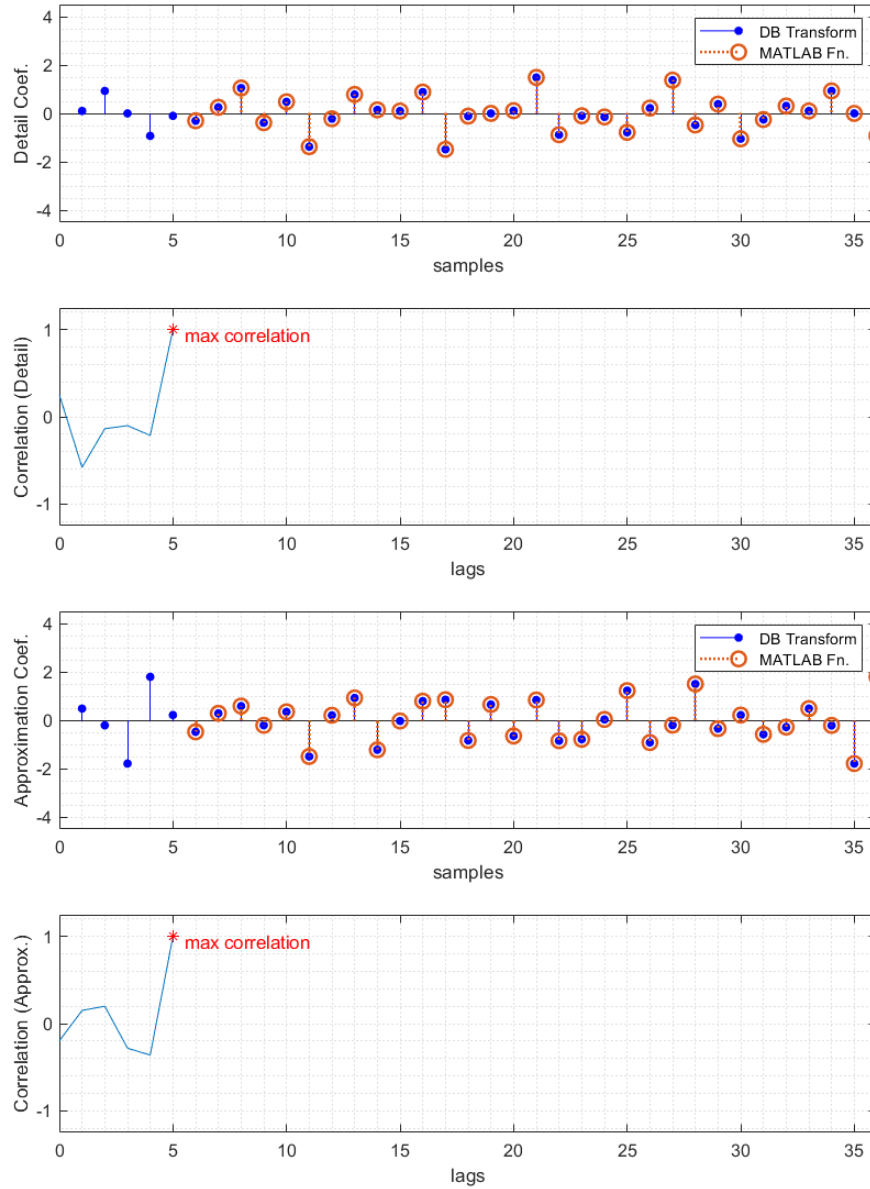 Detail Coef.
4
2
0
-2
-4
DB Transform
MATLAB Fn.
0 5 10 15 20 25 30 35
samples
Correlation (Detail)
1
0
-1
max correlation
0 5 10 15 20 25 30 35
lags
Approximation Coef.
4
2
0
-2
-4
DB Transform
MATLAB Fn.
0 5 10 15 20 25 30 35
samples
Correlation (Approx.)
1
0
-1
max correlation
0 5 10 15 20 25 30 35
lags